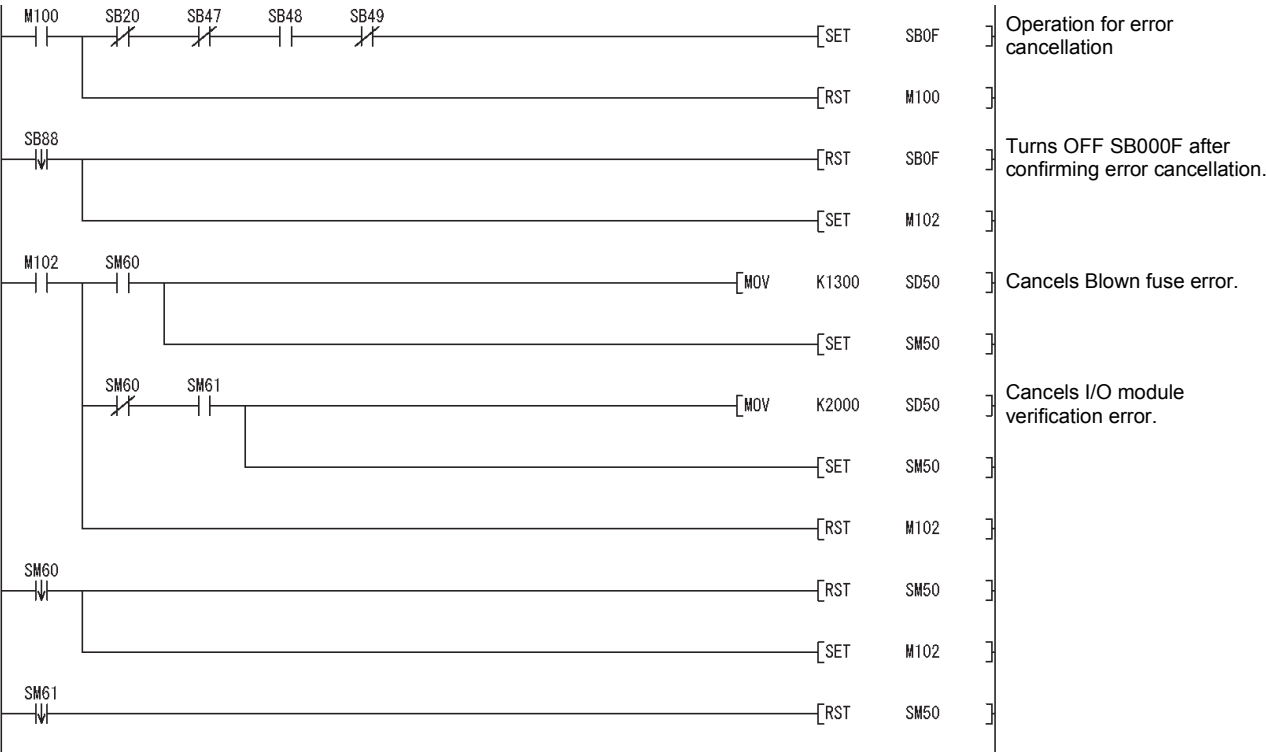 M100 SB20 SB47 SB48 SB49
[SET SB0F ] Operation for error
cancellation
[RST M100 ]
SB88
[RST SB0F ] Turns OFF SB000F after
confirming error cancellation.
[SET M102 ]
M102 SM60
[MOV K1300 SD50 ] Cancels Blown fuse error.
[SET SM50 ]
SM60 SM61
[MOV K2000 SD50 ] Cancels I/O module
verification error.
[SET SM50 ]
[RST M102 ]
SM60
[RST SM50 ]
[SET M102 ]
SM61
[RST SM50 ]